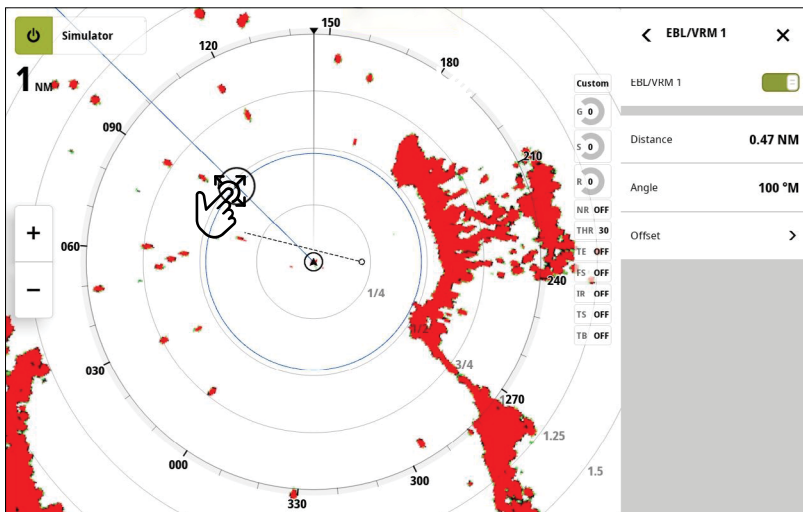 Simulator
1 NM
150
120
180
090
210
060
240
030
270
000
300
330
1/4
1/2
3/4
1
1.25
1.5
+
−
Custom
G 0
S 0
R 0
NR OFF
THR 30
TE OFF
FS OFF
IR OFF
TS OFF
TB OFF
EBL/VRM 1
EBL/VRM 1
Distance 0.47 NM
Angle 100 °M
Offset